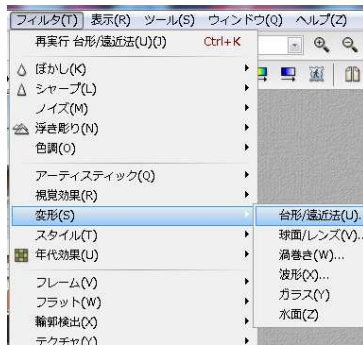 フィルタ(T) 表示(R) ツール(S) ウィンドウ(O) ヘルプ(Z)
再実行 台形/遠近法(U)(J) Ctrl+K
ぼかし(K)
シャープ(L)
ノイズ(M)
浮き彫り(N)
色調(O)
アーティスティック(Q)
視覚効果(R)
変形(S)
台形/遠近法(U)...
スタイル(T)
球面/レンズ(V)...
年代効果(U)
渦巻き(W)...
波形(X)...
フレーム(V)
ガラス(Y)
フラット(W)
水面(Z)
輪郭検出(X)
テクチャ(Y)